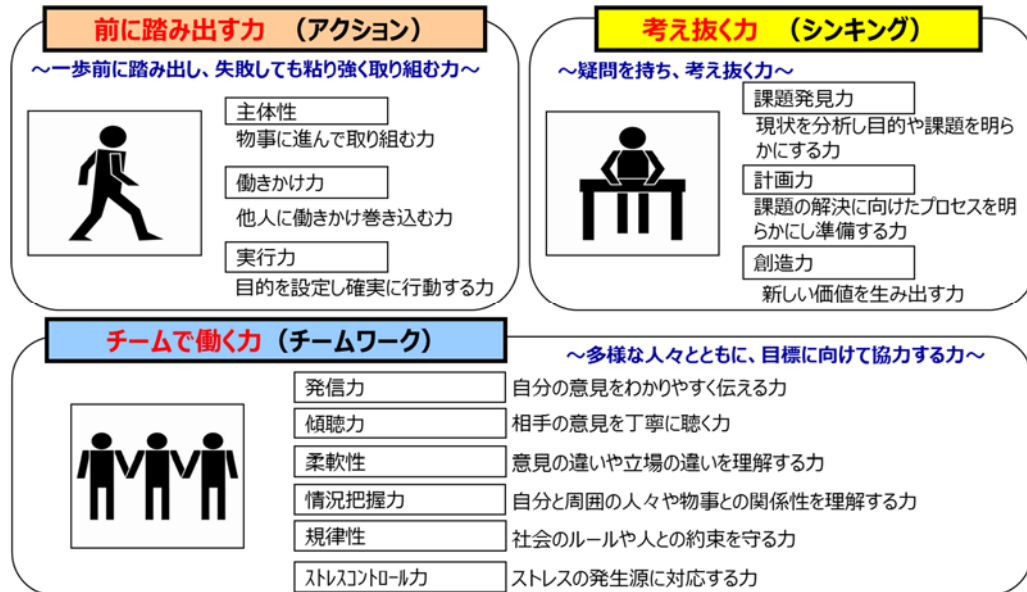 前に踏み出す力 （アクション）
～一歩前に踏み出し、失敗しても粘り強く取り組む力～
主体性
物事に進んで取り組む力
働きかけ力
他人に働きかけ巻き込む力
実行力
目的を設定し確実に行動する力
考え抜く力 （シンキング）
～疑問を持ち、考え抜く力～
課題発見力
現状を分析し目的や課題を明ら
かにする力
計画力
課題の解決に向けたプロセスを明
らかにし準備する力
創造力
新しい価値を生み出す力
チームで働く力 （チームワーク）
～多様な人々とともに、目標に向けて協力する力～
発信力 自分の意見をわかりやすく伝える力
傾聴力 相手の意見を丁寧に聴く力
柔軟性 意見の違いや立場の違いを理解する力
情況把握力 自分と周囲の人々や物事との関係性を理解する力
規律性 社会のルールや人との約束を守る力
ｽﾄﾚｽｺﾝﾄﾛｰﾙ力 ストレスの発生源に対応する力